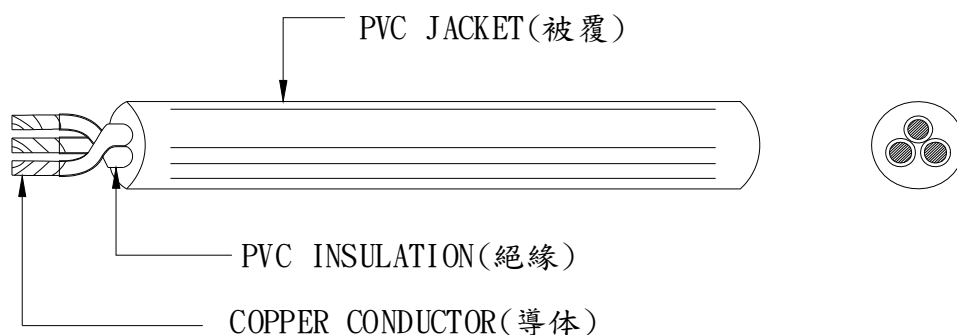 PVC JACKET(被覆)
PVC INSULATION(絕緣)
COPPER CONDUCTOR(導体)